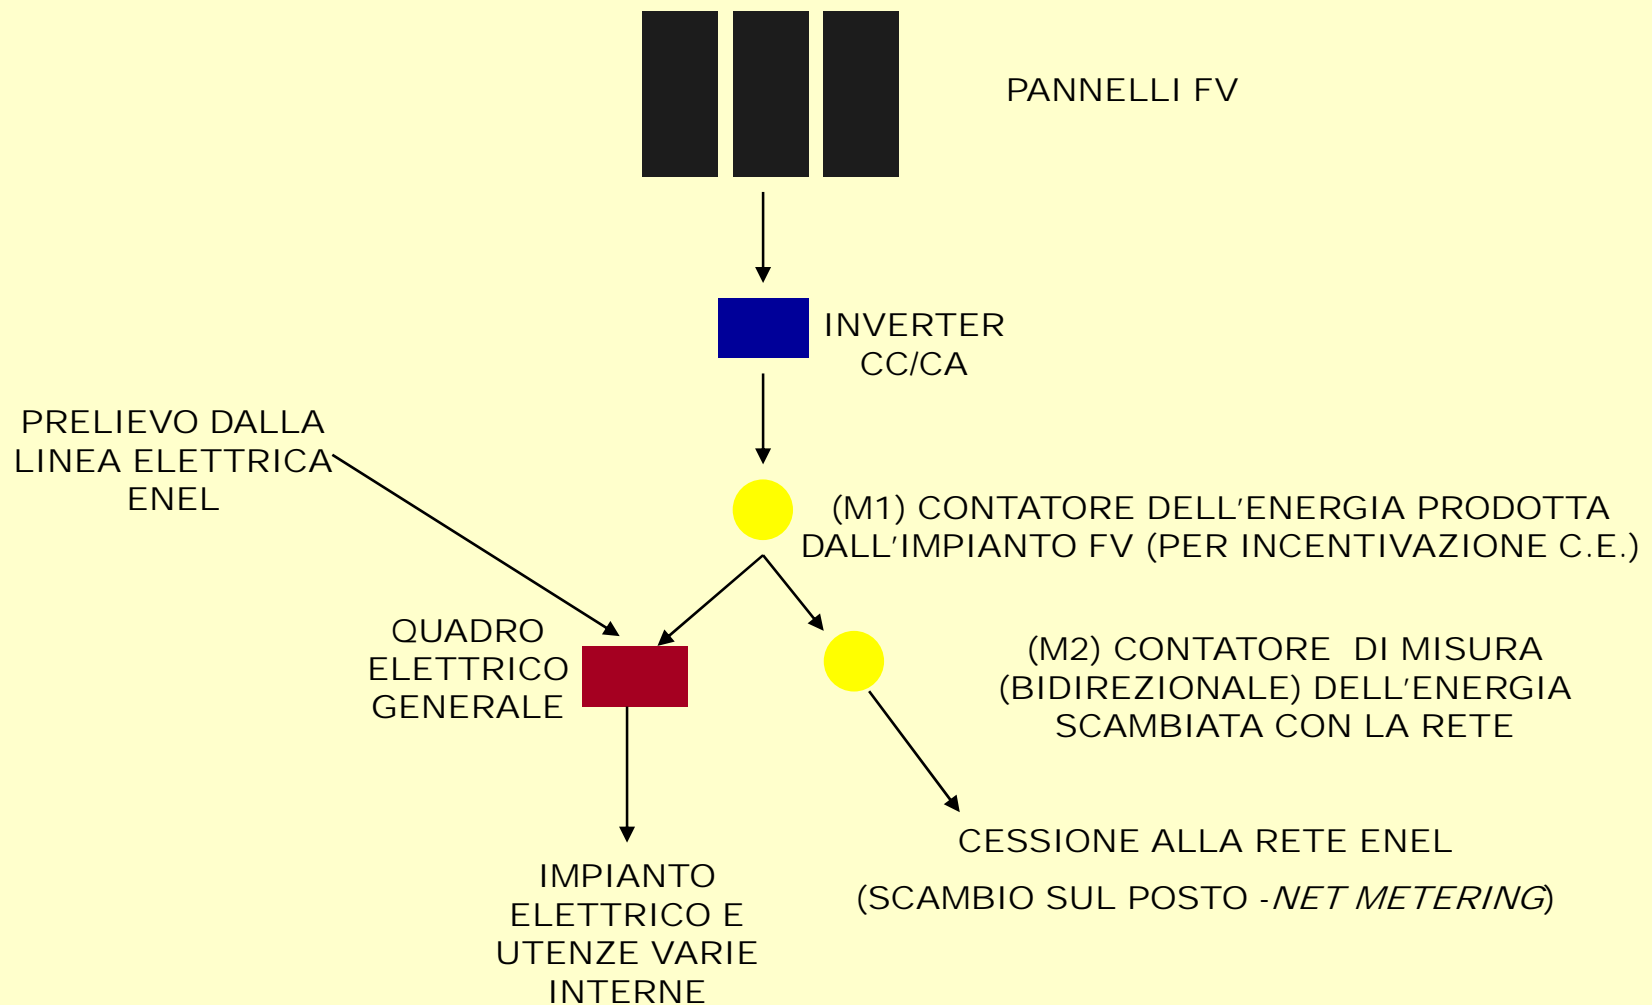 PANNELLI FV
INVERTER
CC/CA
PRELIEVO DALLA
LINEA ELETTRICA
ENEL
(M1) CONTATORE DELL'ENERGIA PRODOTTA
DALL'IMPIANTO FV (PER INCENTIVAZIONE C.E.)
QUADRO
ELETTRICO
GENERALE
(M2) CONTATORE DI MISURA
(BIDIREZIONALE) DELL'ENERGIA
SCAMBIATA CON LA RETE
CESSIONE ALLA RETE ENEL
(SCAMBIO SUL POSTO -NET METERING)
IMPIANTO
ELETTRICO E
UTENZE VARIE
INTERNE